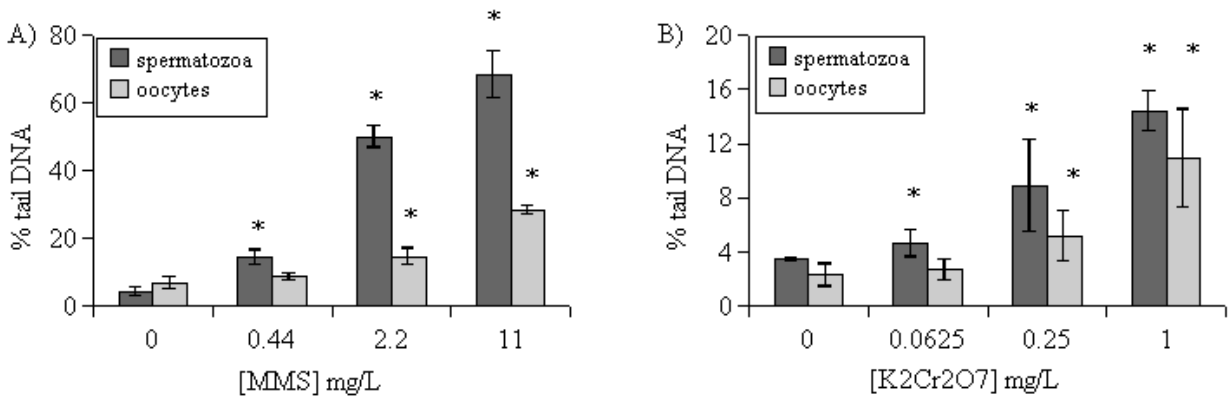 A)
80
60
40
20
0
% tail DNA
spermatozoa
oocytes
* * * * *
0 0.44 2.2 11
[MMS] mg/L
B)
20
16
12
8
4
0
% tail DNA
spermatozoa
oocytes
* * * * *
0 0.0625 0.25 1
[K2Cr2O7] mg/L